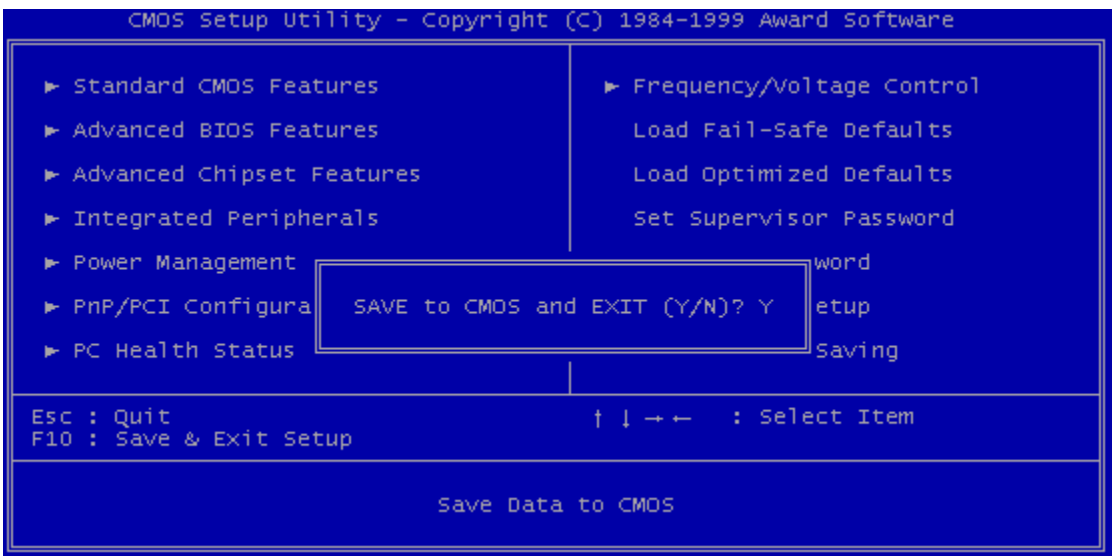 CMOS Setup Utility – Copyright (C) 1984–1999 Award Software
► Standard CMOS Features
► Advanced BIOS Features
► Advanced Chipset Features
► Integrated Peripherals
► Power Management
► PnP/PCI Configura
► PC Health Status
► Frequency/Voltage Control
Load Fail-Safe Defaults
Load Optimized Defaults
Set Supervisor Password
word
etup
Saving
SAVE to CMOS and EXIT (Y/N)? Y
Esc : Quit
F10 : Save & Exit Setup
↑ ↓ → ← : Select Item
Save Data to CMOS